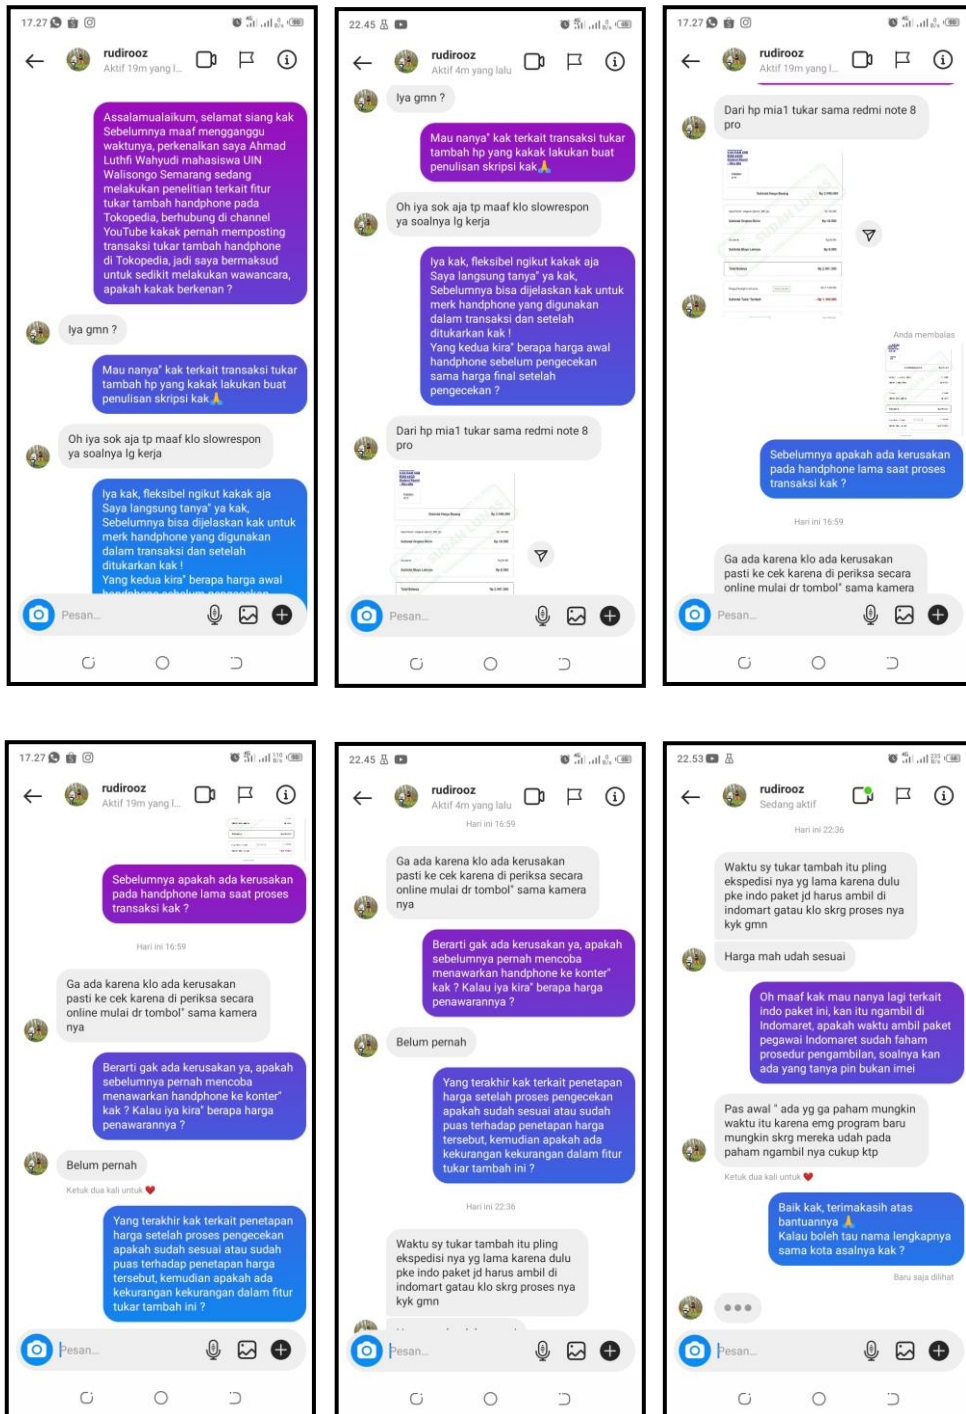 17.27
rudirooz
Aktif 19m yang l...
Assalamualaikum, selamat siang kak
Sebelumnya maaf mengganggu
waktunya, perkenalkan saya Ahmad
Luthfi Wahyudi mahasiswa UIN
Walisongo Semarang sedang
melakukan penelitian terkait fitur
tukar tambah handphone pada
Tokopedia, berhubung di channel
YouTube kakak pernah memposting
transaksi tukar tambah handphone
di Tokopedia, jadi saya bermaksud
untuk sedikit melakukan wawancara,
apakah kakak berkenan ?
Iya gmn ?
Mau nanya" kak terkait transaksi tukar
tambah hp yang kakak lakukan buat
penulisan skripsi kak🙏
Oh iya sok aja tp maaf klo slowrespon
ya soalnya lg kerja
Iya kak, fleksibel ngikut kakak aja
Saya langsung tanya" ya kak,
Sebelumnya bisa dijelaskan kak untuk
merk handphone yang digunakan
dalam transaksi dan setelah
ditukarkan kak !
Yang kedua kira" berapa harga awal
handphone sebelum pengecekan
Pesan...
22.45
rudirooz
Aktif 4m yang lalu
Iya gmn ?
Mau nanya" kak terkait transaksi tukar
tambah hp yang kakak lakukan buat
penulisan skripsi kak🙏
Oh iya sok aja tp maaf klo slowrespon
ya soalnya lg kerja
Iya kak, fleksibel ngikut kakak aja
Saya langsung tanya" ya kak,
Sebelumnya bisa dijelaskan kak untuk
merk handphone yang digunakan
dalam transaksi dan setelah
ditukarkan kak !
Yang kedua kira" berapa harga awal
handphone sebelum pengecekan
sama harga final setelah
pengecekan ?
Dari hp mia1 tukar sama redmi note 8
pro
SUDAH LUNAS
Pesan...
17.27
rudirooz
Aktif 19m yang l...
Dari hp mia1 tukar sama redmi note 8
pro
SUDAH LUNAS
Anda membalas
Sebelumnya apakah ada kerusakan
pada handphone lama saat proses
transaksi kak ?
Hari ini 16:59
Ga ada karena klo ada kerusakan
pasti ke cek karena di periksa secara
online mulai dr tombol" sama kamera
Pesan...
17.27
rudirooz
Aktif 19m yang l...
Sebelumnya apakah ada kerusakan
pada handphone lama saat proses
transaksi kak ?
Hari ini 16:59
Ga ada karena klo ada kerusakan
pasti ke cek karena di periksa secara
online mulai dr tombol" sama kamera
nya
Berarti gak ada kerusakan ya, apakah
sebelumnya pernah mencoba
menawarkan handphone ke konter"
kak ? Kalau iya kira" berapa harga
penawarannya ?
Belum pernah
Ketuk dua kali untuk ❤️
Yang terakhir kak terkait penetapan
harga setelah proses pengecekan
apakah sudah sesuai atau sudah
puas terhadap penetapan harga
tersebut, kemudian apakah ada
kekurangan kekurangan dalam fitur
tukar tambah ini ?
Pesan...
22.45
rudirooz
Aktif 4m yang lalu
Hari ini 16:59
Ga ada karena klo ada kerusakan
pasti ke cek karena di periksa secara
online mulai dr tombol" sama kamera
nya
Berarti gak ada kerusakan ya, apakah
sebelumnya pernah mencoba
menawarkan handphone ke konter"
kak ? Kalau iya kira" berapa harga
penawarannya ?
Belum pernah
Yang terakhir kak terkait penetapan
harga setelah proses pengecekan
apakah sudah sesuai atau sudah
puas terhadap penetapan harga
tersebut, kemudian apakah ada
kekurangan kekurangan dalam fitur
tukar tambah ini ?
Hari ini 22:36
Waktu sy tukar tambah itu pling
ekspedisi nya yg lama karena dulu
pke indo paket jd harus ambil di
indomart gatau klo skrg proses nya
kyk gmn
Pesan...
22.53
rudirooz
Sedang aktif
Hari ini 22:36
Waktu sy tukar tambah itu pling
ekspedisi nya yg lama karena dulu
pke indo paket jd harus ambil di
indomart gatau klo skrg proses nya
kyk gmn
Harga mah udah sesuai
Oh maaf kak mau nanya lagi terkait
indo paket ini, kan itu ngambil di
Indomaret, apakah waktu ambil paket
pegawai Indomaret sudah faham
prosedur pengambilan, soalnya kan
ada yang tanya pin bukan imei
Pas awal " ada yg ga paham mungkin
waktu itu karena emg program baru
mungkin skrg mereka udah pada
paham ngambil nya cukup ktp
Ketuk dua kali untuk ❤️
Baik kak, terimakasih atas
bantuannya 🙏
Kalau boleh tau nama lengkapnya
sama kota asalnya kak ?
Baru saja dilihat
Pesan...